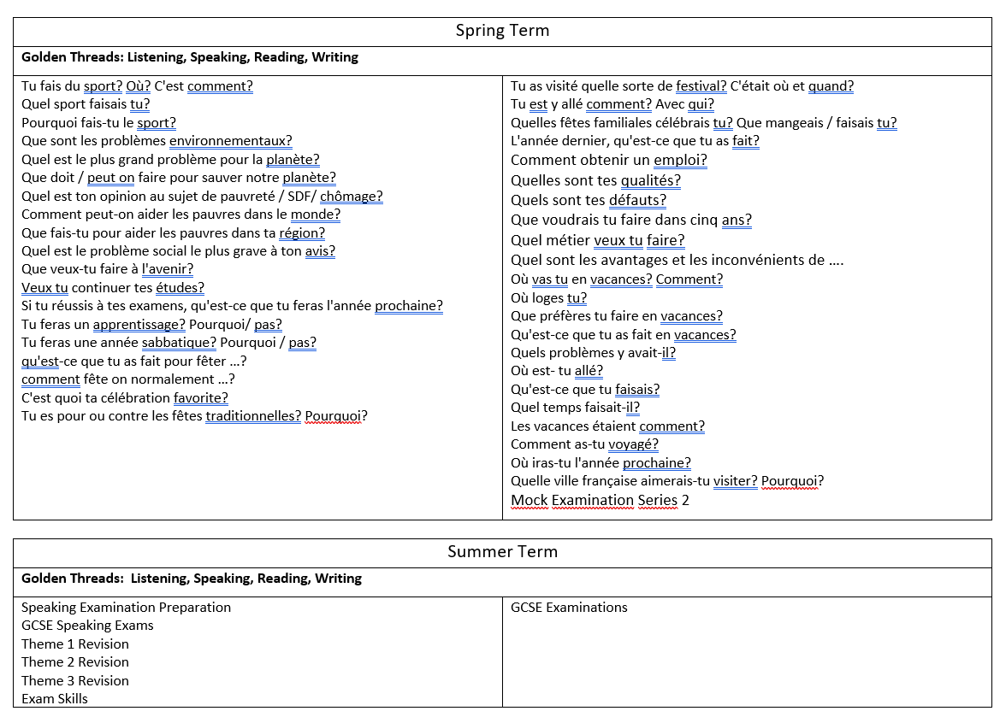 Spring Term
Golden Threads: Listening, Speaking, Reading, Writing
Tu fais du sport? Où? C'est comment?
Quel sport faisais tu?
Pourquoi fais-tu le sport?
Que sont les problèmes environnementaux?
Quel est le plus grand problème pour la planète?
Que doit / peut on faire pour sauver notre planète?
Quel est ton opinion au sujet de pauvreté / SDF/ chômage?
Comment peut-on aider les pauvres dans le monde?
Que fais-tu pour aider les pauvres dans ta région?
Quel est le problème social le plus grave à ton avis?
Que veux-tu faire à l'avenir?
Veux tu continuer tes études?
Si tu réussis à tes examens, qu'est-ce que tu feras l'année prochaine?
Tu feras un apprentissage? Pourquoi/ pas?
Tu feras une année sabbatique? Pourquoi / pas?
qu'est-ce que tu as fait pour fêter …?
comment fête on normalement …?
C'est quoi ta célébration favorite?
Tu es pour ou contre les fêtes traditionnelles? Pourquoi?
Tu as visité quelle sorte de festival? C'était où et quand?
Tu est y allé comment? Avec qui?
Quelles fêtes familiales célébrais tu? Que mangeais / faisais tu?
L'année dernier, qu'est-ce que tu as fait?
Comment obtenir un emploi?
Quelles sont tes qualités?
Quels sont tes défauts?
Que voudrais tu faire dans cinq ans?
Quel métier veux tu faire?
Quel sont les avantages et les inconvénients de ….
Où vas tu en vacances? Comment?
Où loges tu?
Que préfères tu faire en vacances?
Qu'est-ce que tu as fait en vacances?
Quels problèmes y avait-il?
Où est- tu allé?
Qu'est-ce que tu faisais?
Quel temps faisait-il?
Les vacances étaient comment?
Comment as-tu voyagé?
Où iras-tu l'année prochaine?
Quelle ville française aimerais-tu visiter? Pourquoi?
Mock Examination Series 2
Summer Term
Golden Threads:  Listening, Speaking, Reading, Writing
Speaking Examination Preparation
GCSE Speaking Exams
Theme 1 Revision
Theme 2 Revision
Theme 3 Revision
Exam Skills
GCSE Examinations